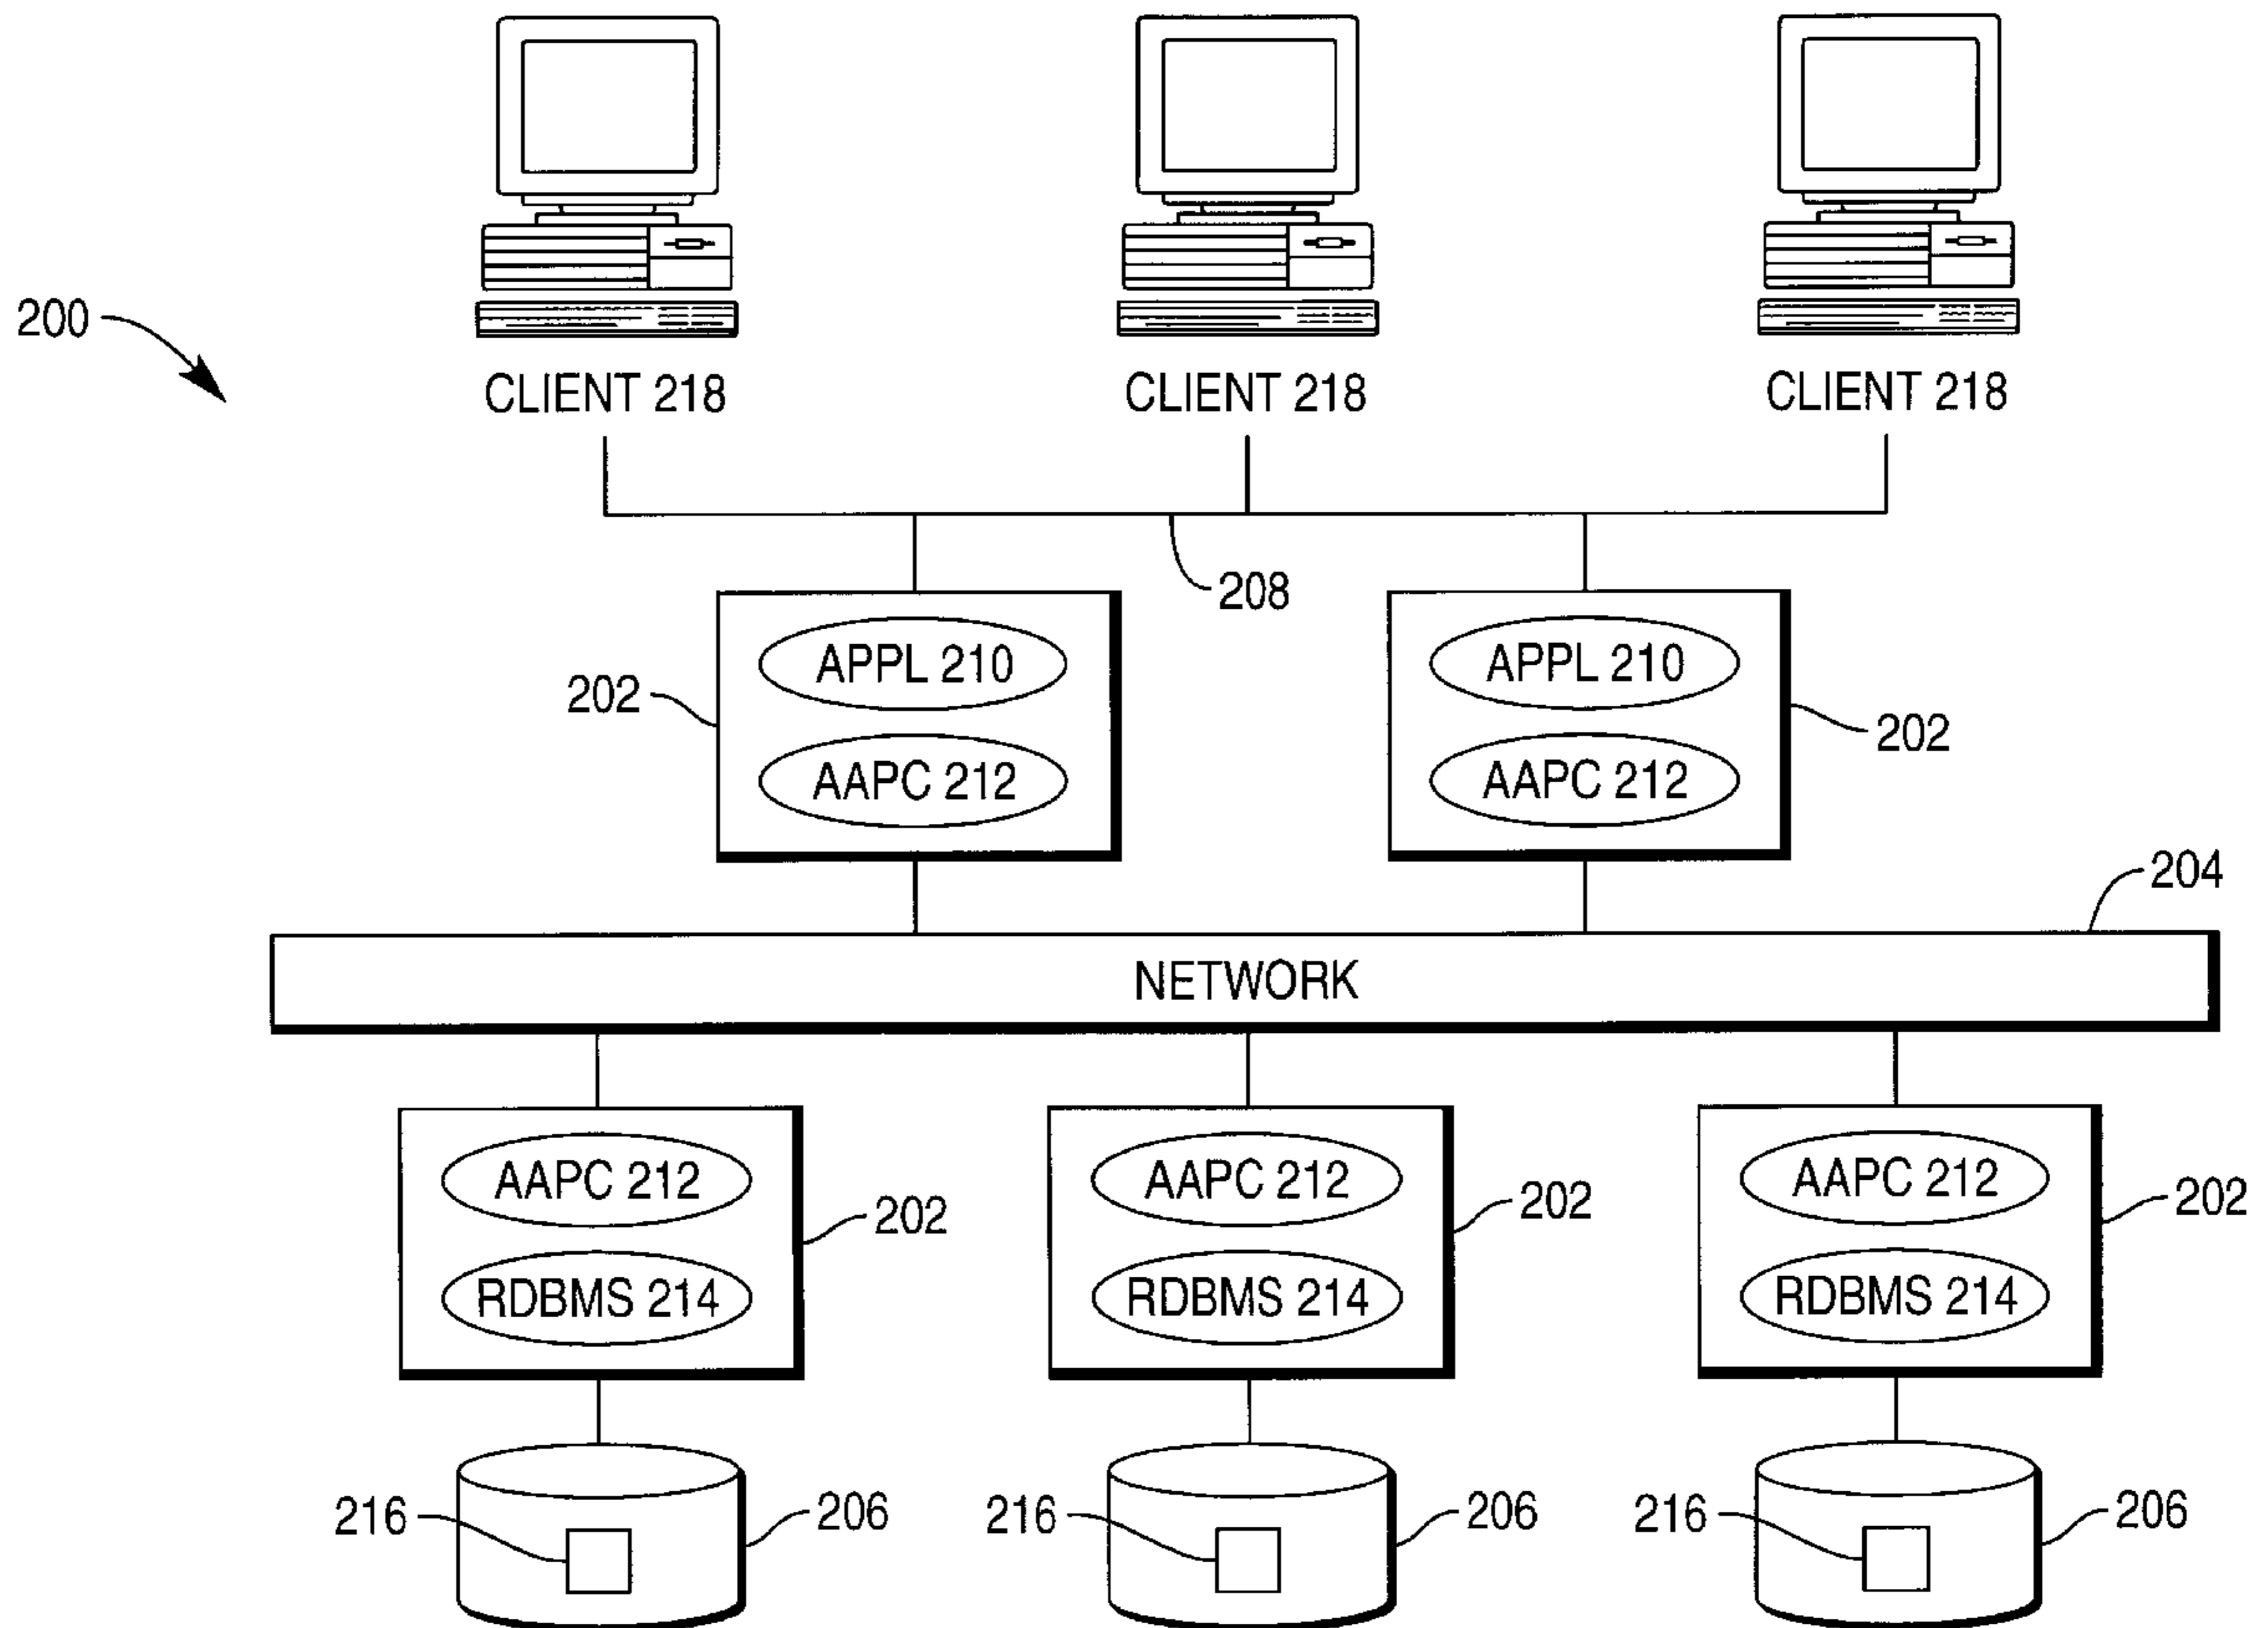 200
CLIENT 218
CLIENT 218
CLIENT 218
208
202
APPL 210
AAPC 212
APPL 210
AAPC 212
202
204
NETWORK
AAPC 212
RDBMS 214
202
AAPC 212
RDBMS 214
202
AAPC 212
RDBMS 214
202
216
206
216
206
216
206